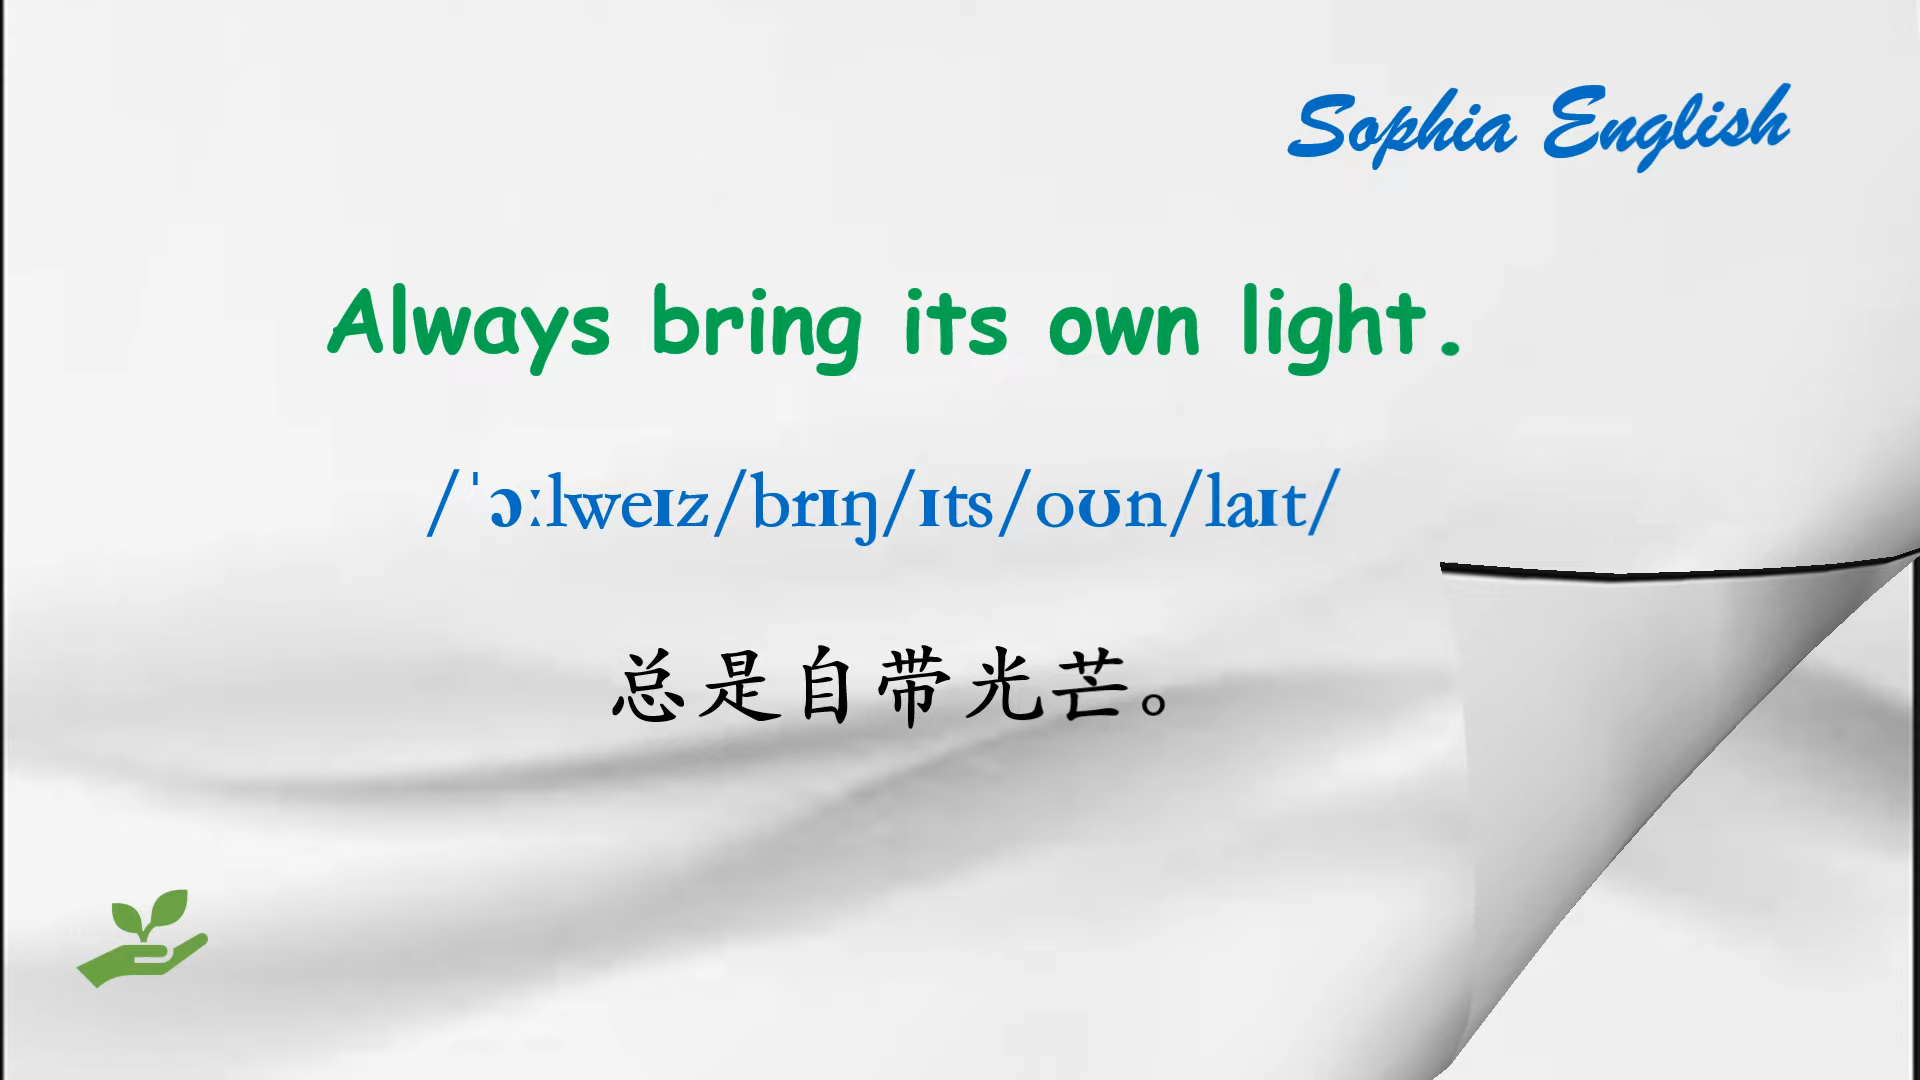 Sophia English
Always bring its own light.
/ˈɔːlweɪz/brɪŋ/ɪts/oʊn/laɪt/
总是自带光芒。